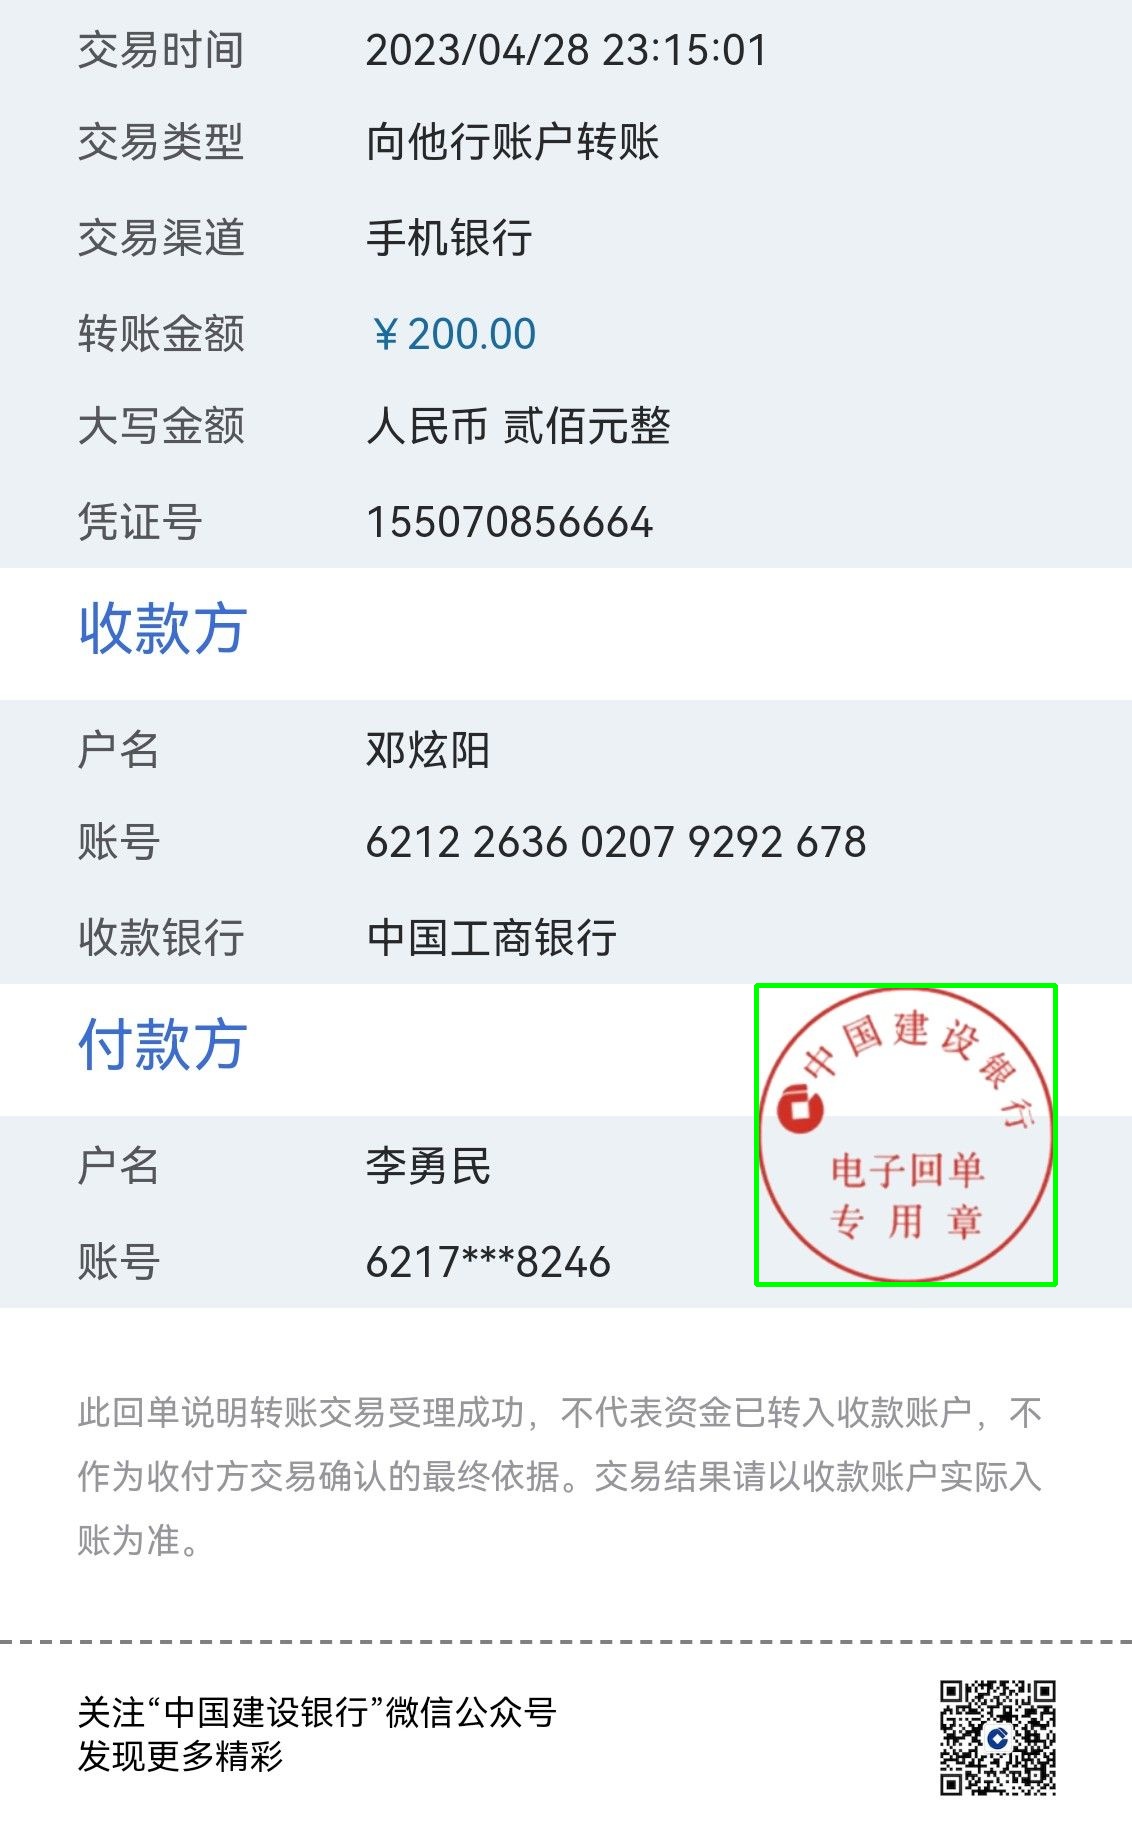 交易时间 2023/04/28 23:15:01
交易类型 向他行账户转账
交易渠道 手机银行
转账金额 ¥200.00
大写金额 人民币 贰佰元整
凭证号 155070856664
收款方
户名 邓炫阳
账号 6212 2636 0207 9292 678
收款银行 中国工商银行
付款方
中国建设银行
电子回单
专用章
户名 李勇民
账号 6217***8246
此回单说明转账交易受理成功，不代表资金已转入收款账户，不
作为收付方交易确认的最终依据。交易结果请以收款账户实际入
账为准。
关注“中国建设银行”微信公众号
发现更多精彩